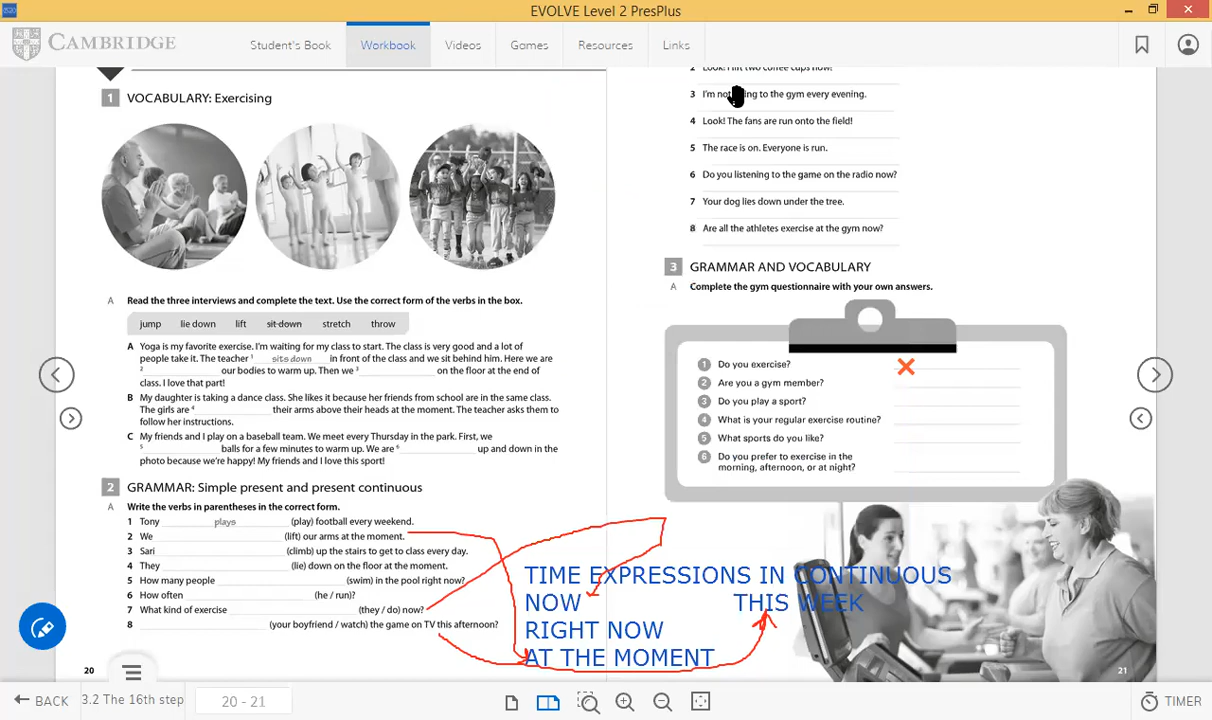 EVOLVE Level 2 PresPlus
CAMBRIDGE
Student's Book
Workbook
Videos
Games
Resources
Links
1 VOCABULARY: Exercising
A Read the three interviews and complete the text. Use the correct form of the verbs in the box.
jump lie down lift sit down stretch throw
A Yoga is my favorite exercise. I'm waiting for my class to start. The class is very good and a lot of
people take it. The teacher 1 sits down in front of the class and we sit behind him. Here we are
2 our bodies to warm up. Then we 3 on the floor at the end of
class. I love that part!
B My daughter is taking a dance class. She likes it because her friends from school are in the same class.
The girls are 4 their arms above their heads at the moment. The teacher asks them to
follow her instructions.
C My friends and I play on a baseball team. We meet every Thursday in the park. First, we
5 balls for a few minutes to warm up. We are 6 up and down in the
photo because we're happy! My friends and I love this sport!
2 GRAMMAR: Simple present and present continuous
A Write the verbs in parentheses in the correct form.
1 Tony plays (play) football every weekend.
2 We (lift) our arms at the moment.
3 Sari (climb) up the stairs to get to class every day.
4 They (lie) down on the floor at the moment.
5 How many people (swim) in the pool right now?
6 How often (he / run)?
7 What kind of exercise (they / do) now?
8 (your boyfriend / watch) the game on TV this afternoon?
20
2 Look! I lift two coffee cups now!
3 I'm not to the gym every evening.
4 Look! The fans are run onto the field!
5 The race is on. Everyone is run.
6 Do you listening to the game on the radio now?
7 Your dog lies down under the tree.
8 Are all the athletes exercise at the gym now?
3 GRAMMAR AND VOCABULARY
A Complete the gym questionnaire with your own answers.
1 Do you exercise?
2 Are you a gym member?
3 Do you play a sport?
4 What is your regular exercise routine?
5 What sports do you like?
6 Do you prefer to exercise in the
morning, afternoon, or at night?
TIME EXPRESSIONS IN CONTINUOUS
NOW THIS WEEK
RIGHT NOW
AT THE MOMENT
21
BACK
3.2 The 16th step
20 - 21
TIMER